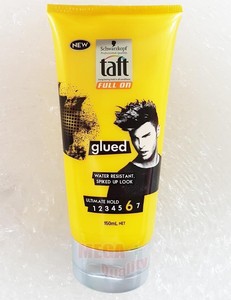 NEW
Schwarzkopf
taft
FULL ON
glued
WATER RESISTANT,
SPIKED UP LOOK
ULTIMATE HOLD
1 2 3 4 5 6 7
150mL NET
MEGA